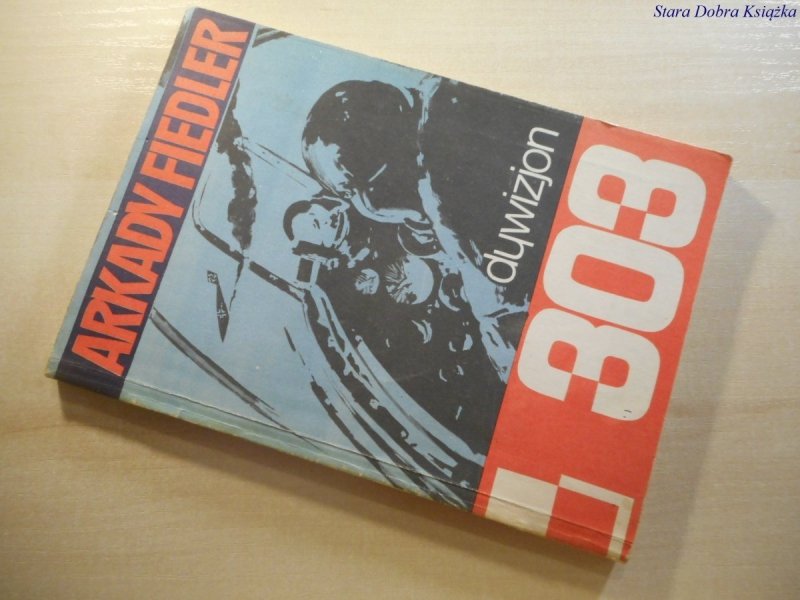 Stara Dobra Książka
ARKADY FIEDLER
dywizjon
303